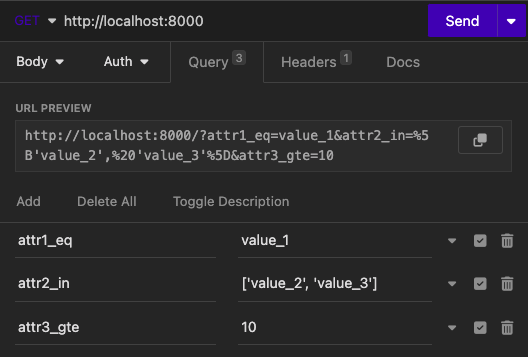 GET http://localhost:8000 Send
Body Auth Query 3 Headers 1 Docs
URL PREVIEW
http://localhost:8000/?attr1_eq=value_1&attr2_in=%5
B'value_2',%20'value_3'%5D&attr3_gte=10
Add Delete All Toggle Description
attr1_eq value_1
attr2_in ['value_2', 'value_3']
attr3_gte 10